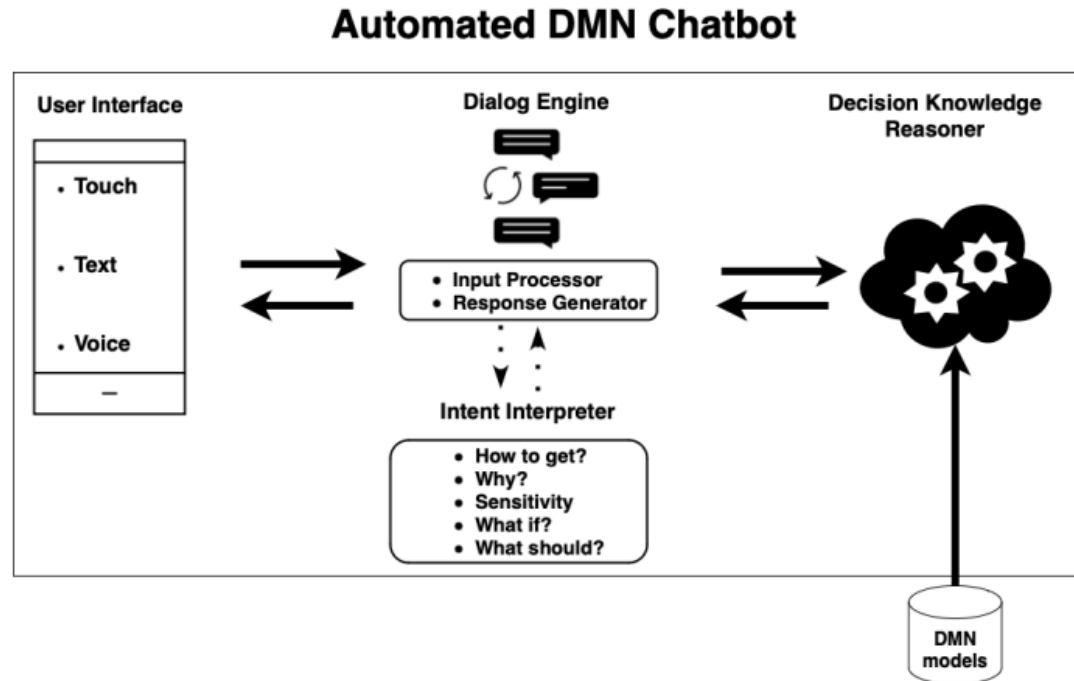 Automated DMN Chatbot
User Interface
• Touch
• Text
• Voice
Dialog Engine
• Input Processor
• Response Generator
Intent Interpreter
• How to get?
• Why?
• Sensitivity
• What if?
• What should?
Decision Knowledge
Reasoner
DMN
models